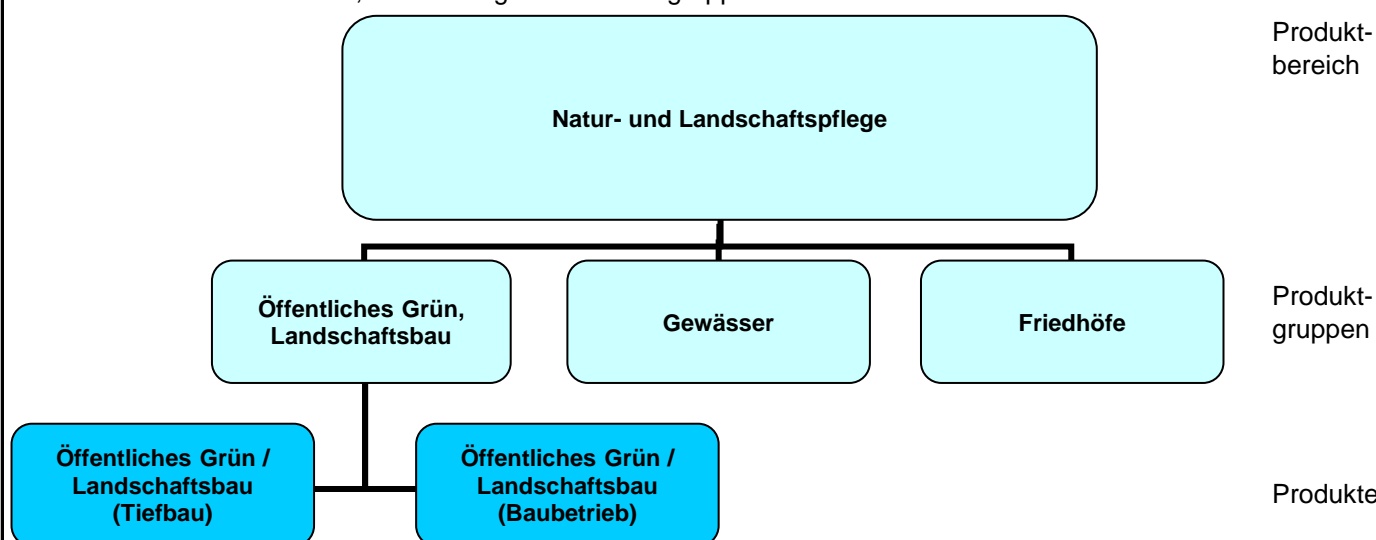 Produkt-
bereich
Natur- und Landschaftspflege
Öffentliches Grün,
Landschaftsbau
Gewässer
Friedhöfe
Produkt-
gruppen
Öffentliches Grün /
Landschaftsbau
(Tiefbau)
Öffentliches Grün /
Landschaftsbau
(Baubetrieb)
Produkte